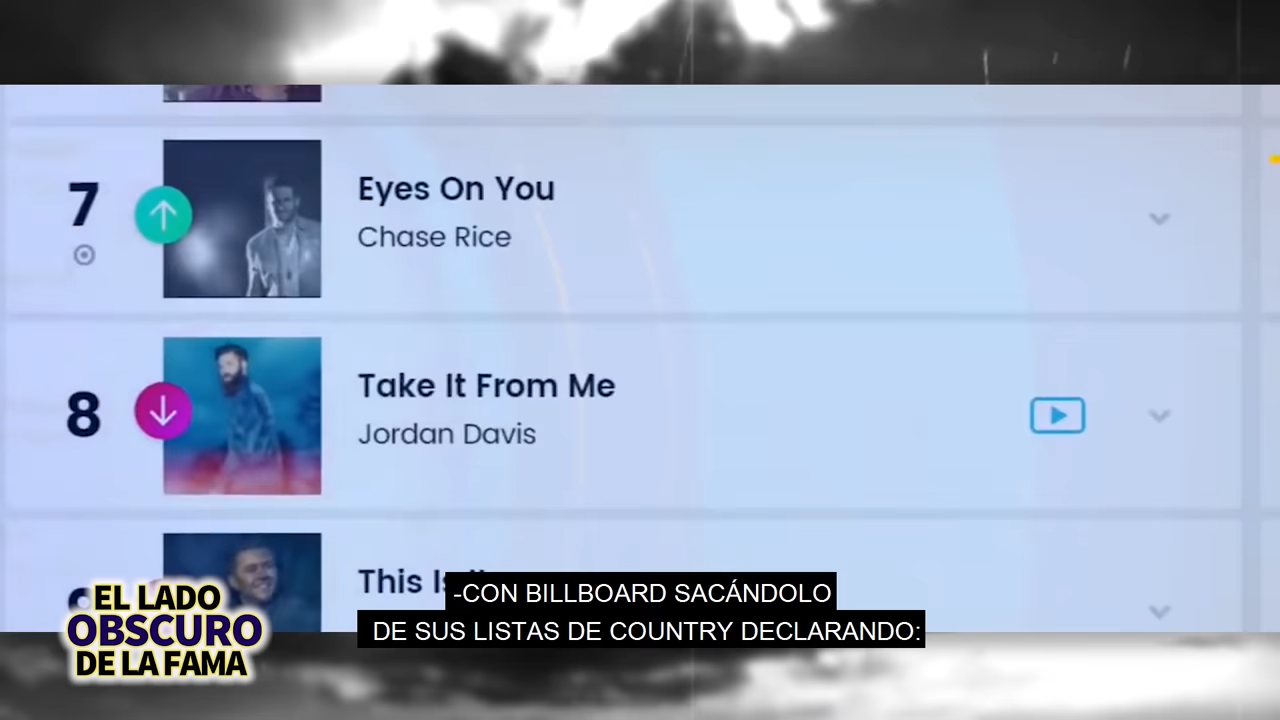 7
Eyes On You
Chase Rice
8
Take It From Me
Jordan Davis
This
-CON BILLBOARD SACÁNDOLO
DE SUS LISTAS DE COUNTRY DECLARANDO:
EL LADO
OBSCURO
DE LA FAMA